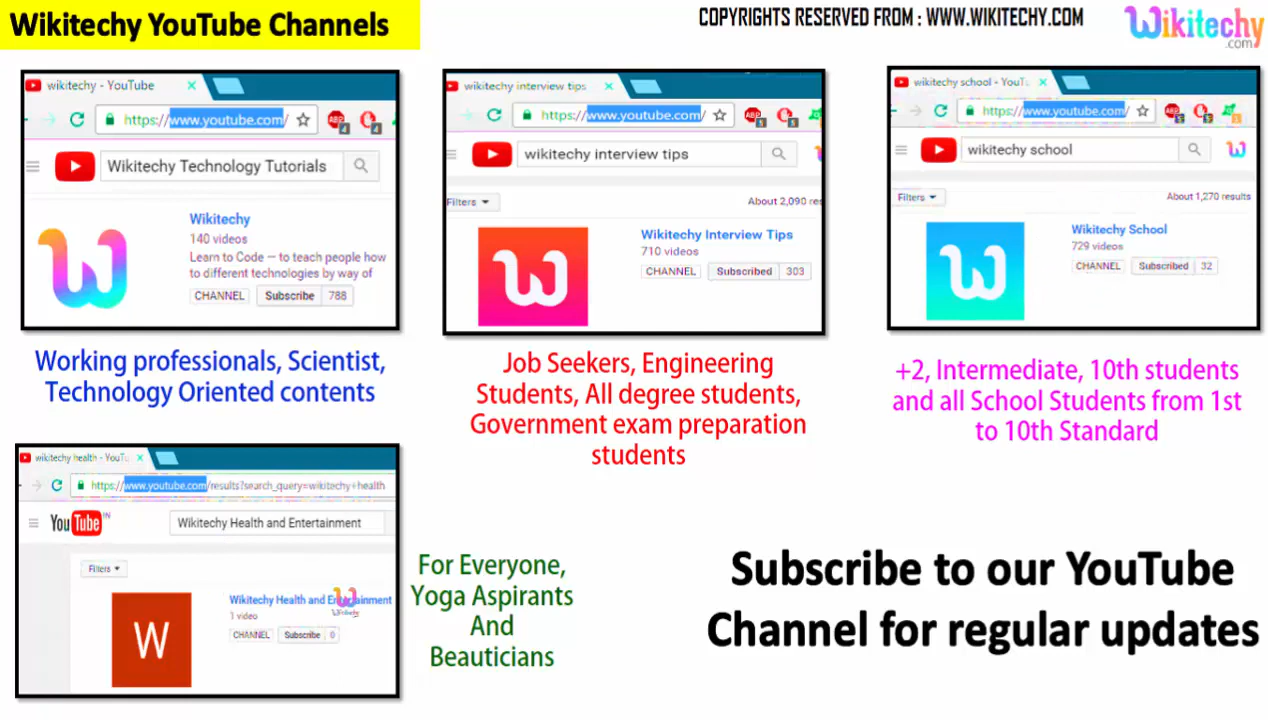 Wikitechy YouTube Channels
COPYRIGHTS RESERVED FROM : WWW.WIKITECHY.COM
Wikitechy
.com
wikitechy - YouTube
https://www.youtube.com/
ABP
4
4
Wikitechy Technology Tutorials
Wikitechy
140 videos
Learn to Code — to teach people how
to different technologies by way of
CHANNEL
Subscribe 788
Working professionals, Scientist,
Technology Oriented contents
wikitechy interview tips
https://www.youtube.com/
ABP
5
5
wikitechy interview tips
Filters
About 2,090 res
Wikitechy Interview Tips
710 videos
CHANNEL
Subscribed 303
Job Seekers, Engineering
Students, All degree students,
Government exam preparation
students
wikitechy school - YouTu
https://www.youtube.com/
ABP
wikitechy school
Filters
About 1,270 results
Wikitechy School
729 videos
CHANNEL
Subscribed 32
+2, Intermediate, 10th students
and all School Students from 1st
to 10th Standard
wikitechy health - YouTu
https://www.youtube.com/results?search_query=wikitechy+health
YouTube IN
Wikitechy Health and Entertainment
Filters
W
Wikitechy Health and Entertainment
1 video
CHANNEL
Subscribe 0
Wikitechy
For Everyone,
Yoga Aspirants
And
Beauticians
Subscribe to our YouTube
Channel for regular updates